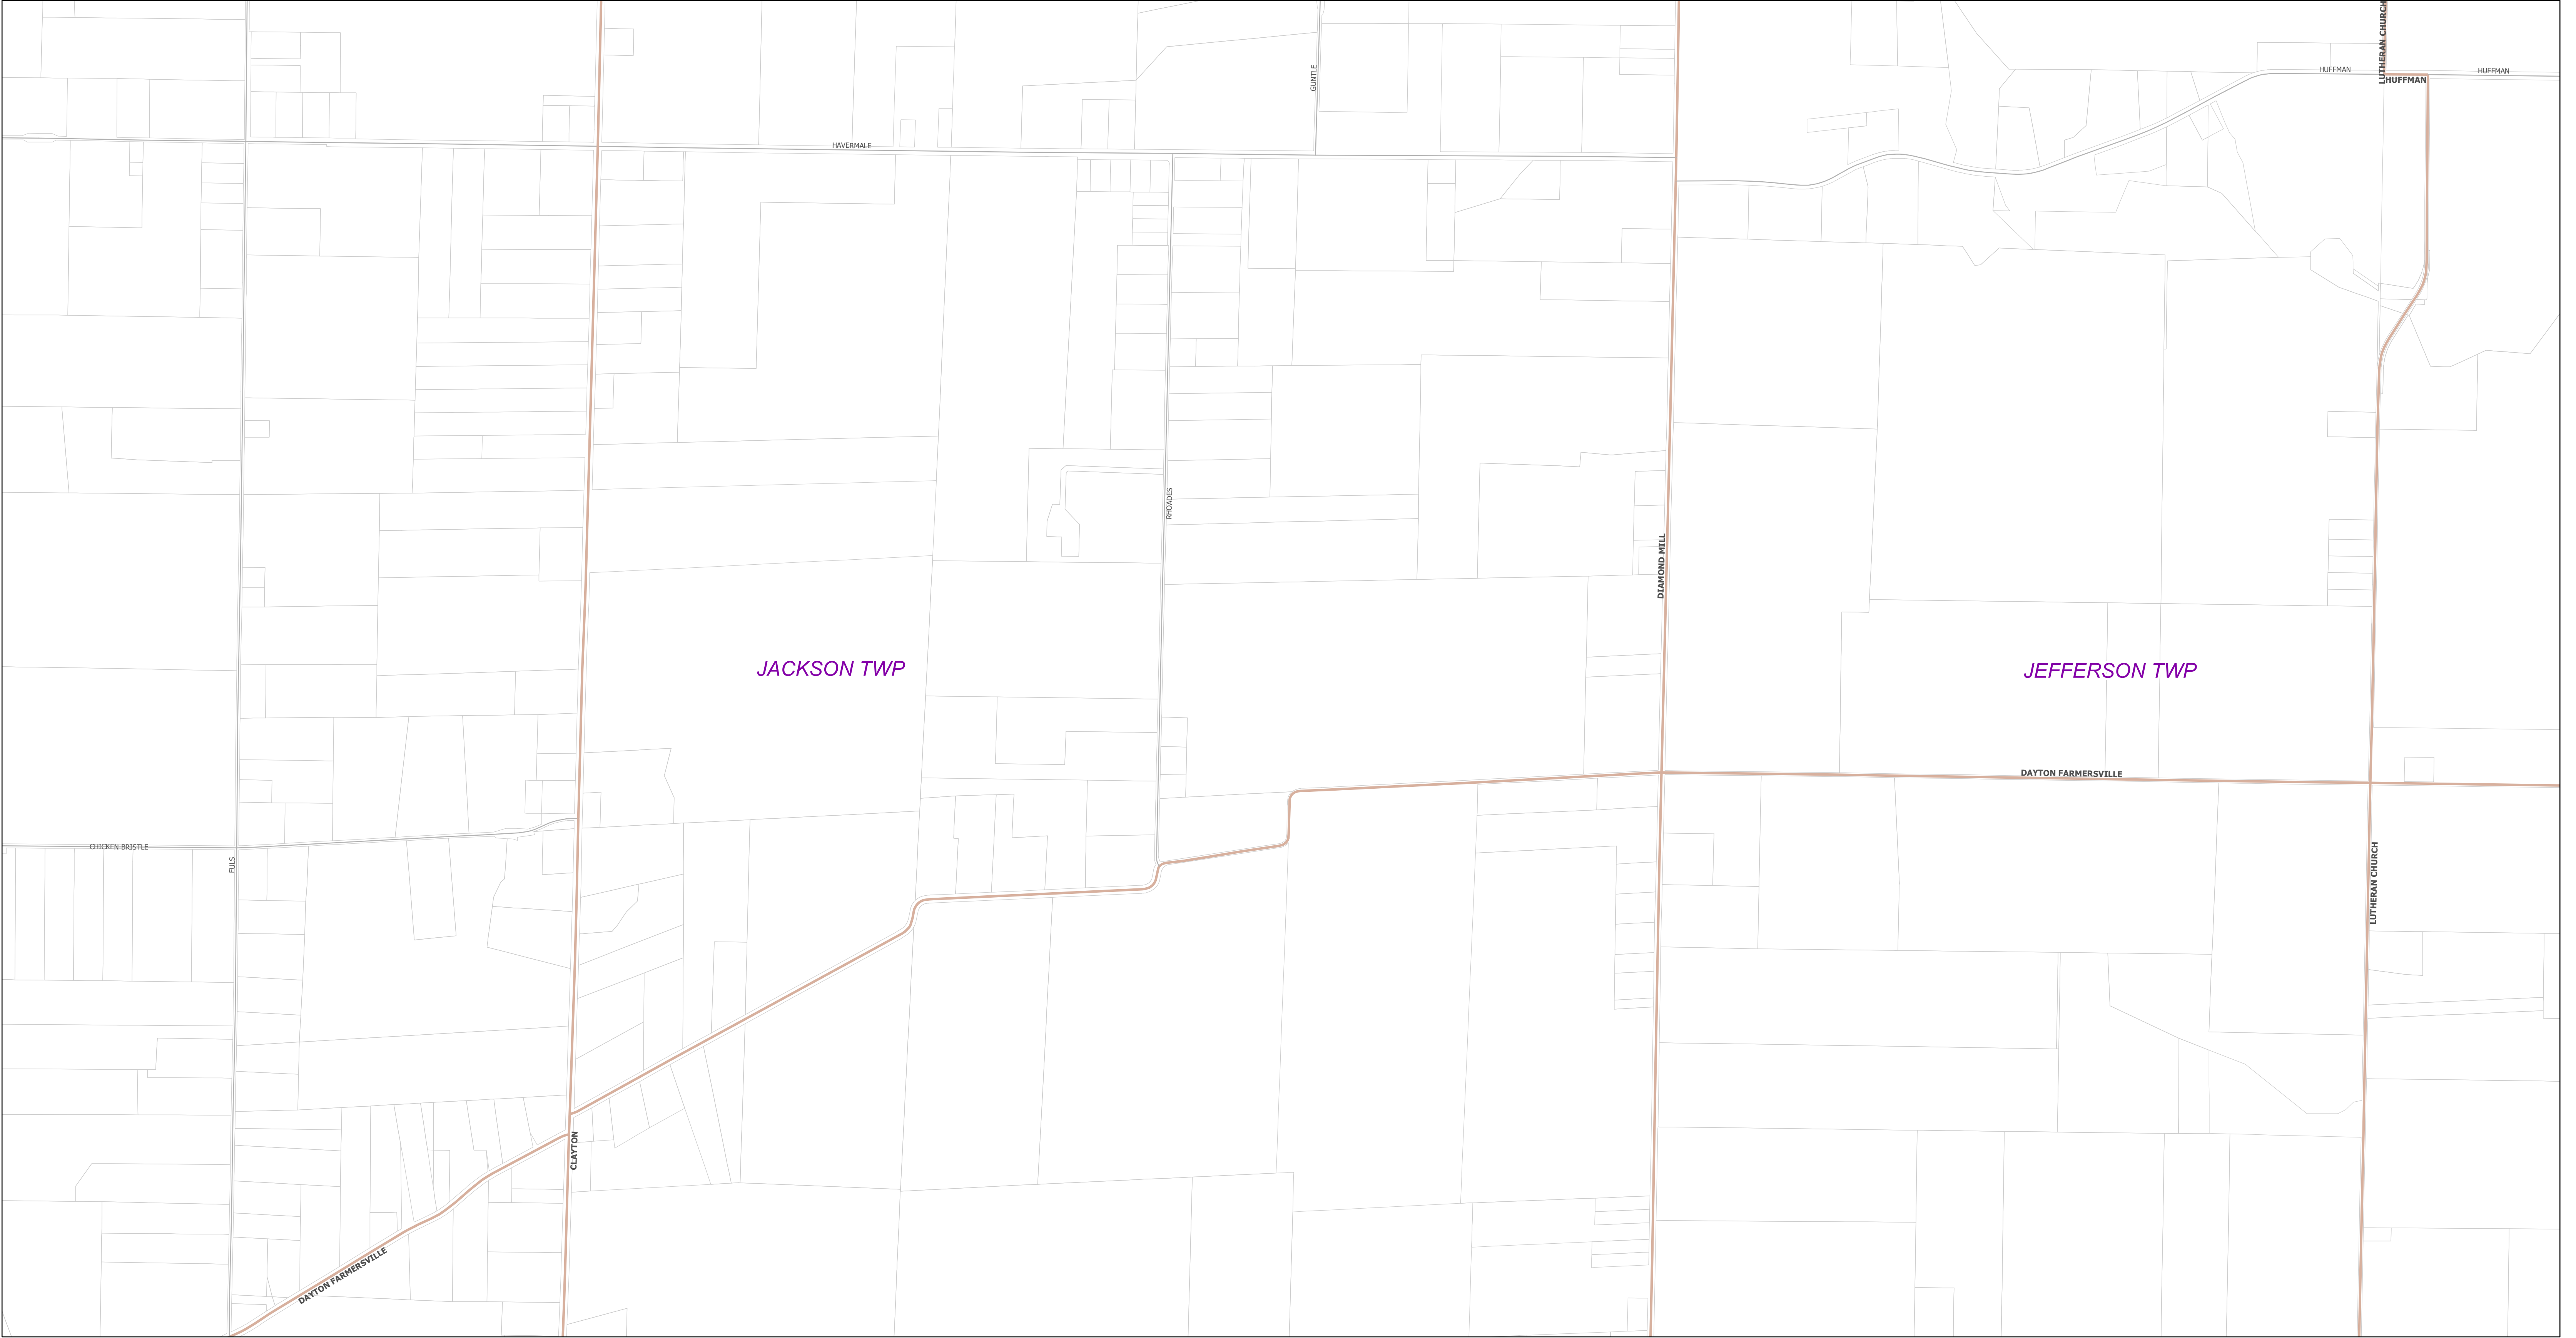 LUTHERAN CHURCH
HUFFMAN
HUFFMAN
HUFFMAN
GUNTLE
HAVERMALE
RHOADES
DIAMOND MILL
JACKSON TWP
JEFFERSON TWP
DAYTON FARMERSVILLE
CHICKEN BRISTLE
FULS
LUTHERAN CHURCH
CLAYTON
DAYTON FARMERSVILLE